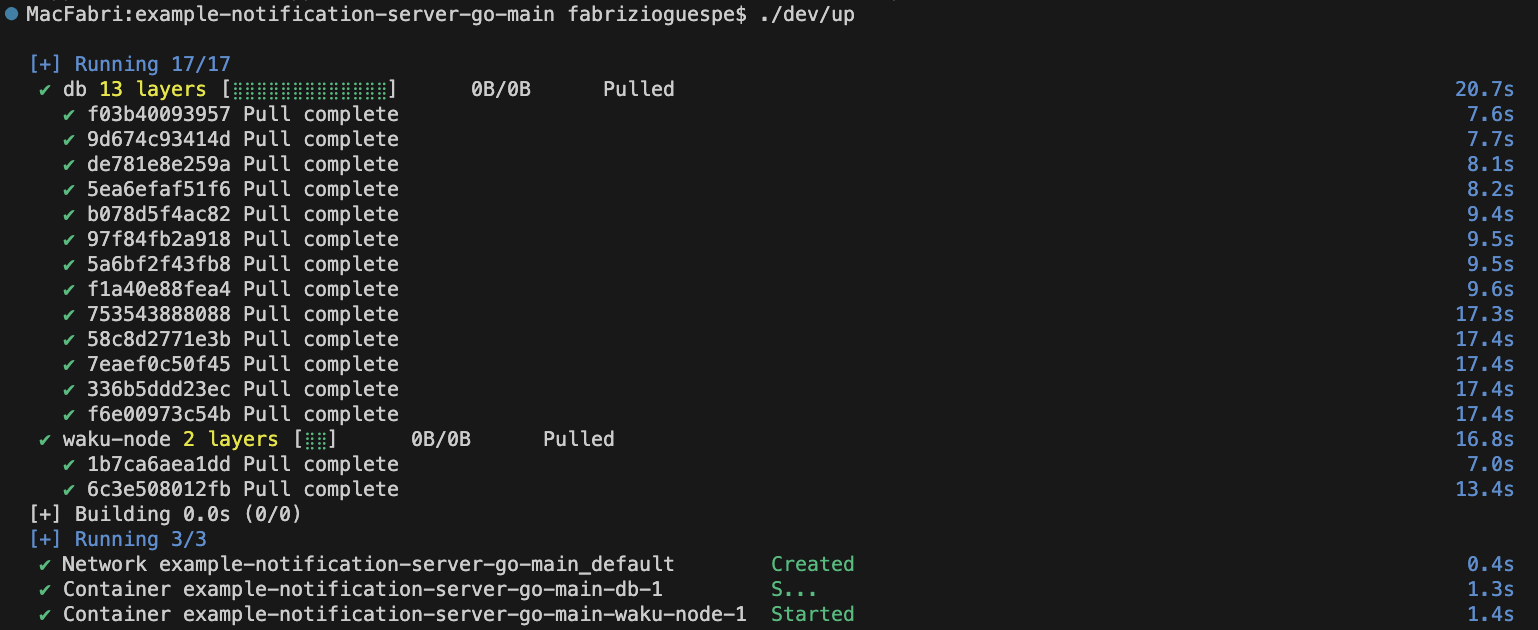 MacFabri:example-notification-server-go-main fabrizioguespe$ ./dev/up
[+] Running 17/17
✔ db 13 layers [⣿⣿⣿⣿⣿⣿⣿⣿⣿⣿⣿⣿⣿] 0B/0B Pulled 20.7s
✔ f03b40093957 Pull complete 7.6s
✔ 9d674c93414d Pull complete 7.7s
✔ de781e8e259a Pull complete 8.1s
✔ 5ea6efaf51f6 Pull complete 8.2s
✔ b078d5f4ac82 Pull complete 9.4s
✔ 97f84fb2a918 Pull complete 9.5s
✔ 5a6bf2f43fb8 Pull complete 9.5s
✔ f1a40e88fea4 Pull complete 9.6s
✔ 753543888088 Pull complete 17.3s
✔ 58c8d2771e3b Pull complete 17.4s
✔ 7eaef0c50f45 Pull complete 17.4s
✔ 336b5ddd23ec Pull complete 17.4s
✔ f6e00973c54b Pull complete 17.4s
✔ waku-node 2 layers [⣿⣿] 0B/0B Pulled 16.8s
✔ 1b7ca6aea1dd Pull complete 7.0s
✔ 6c3e508012fb Pull complete 13.4s
[+] Building 0.0s (0/0)
[+] Running 3/3
✔ Network example-notification-server-go-main_default Created 0.4s
✔ Container example-notification-server-go-main-db-1 S... 1.3s
✔ Container example-notification-server-go-main-waku-node-1 Started 1.4s